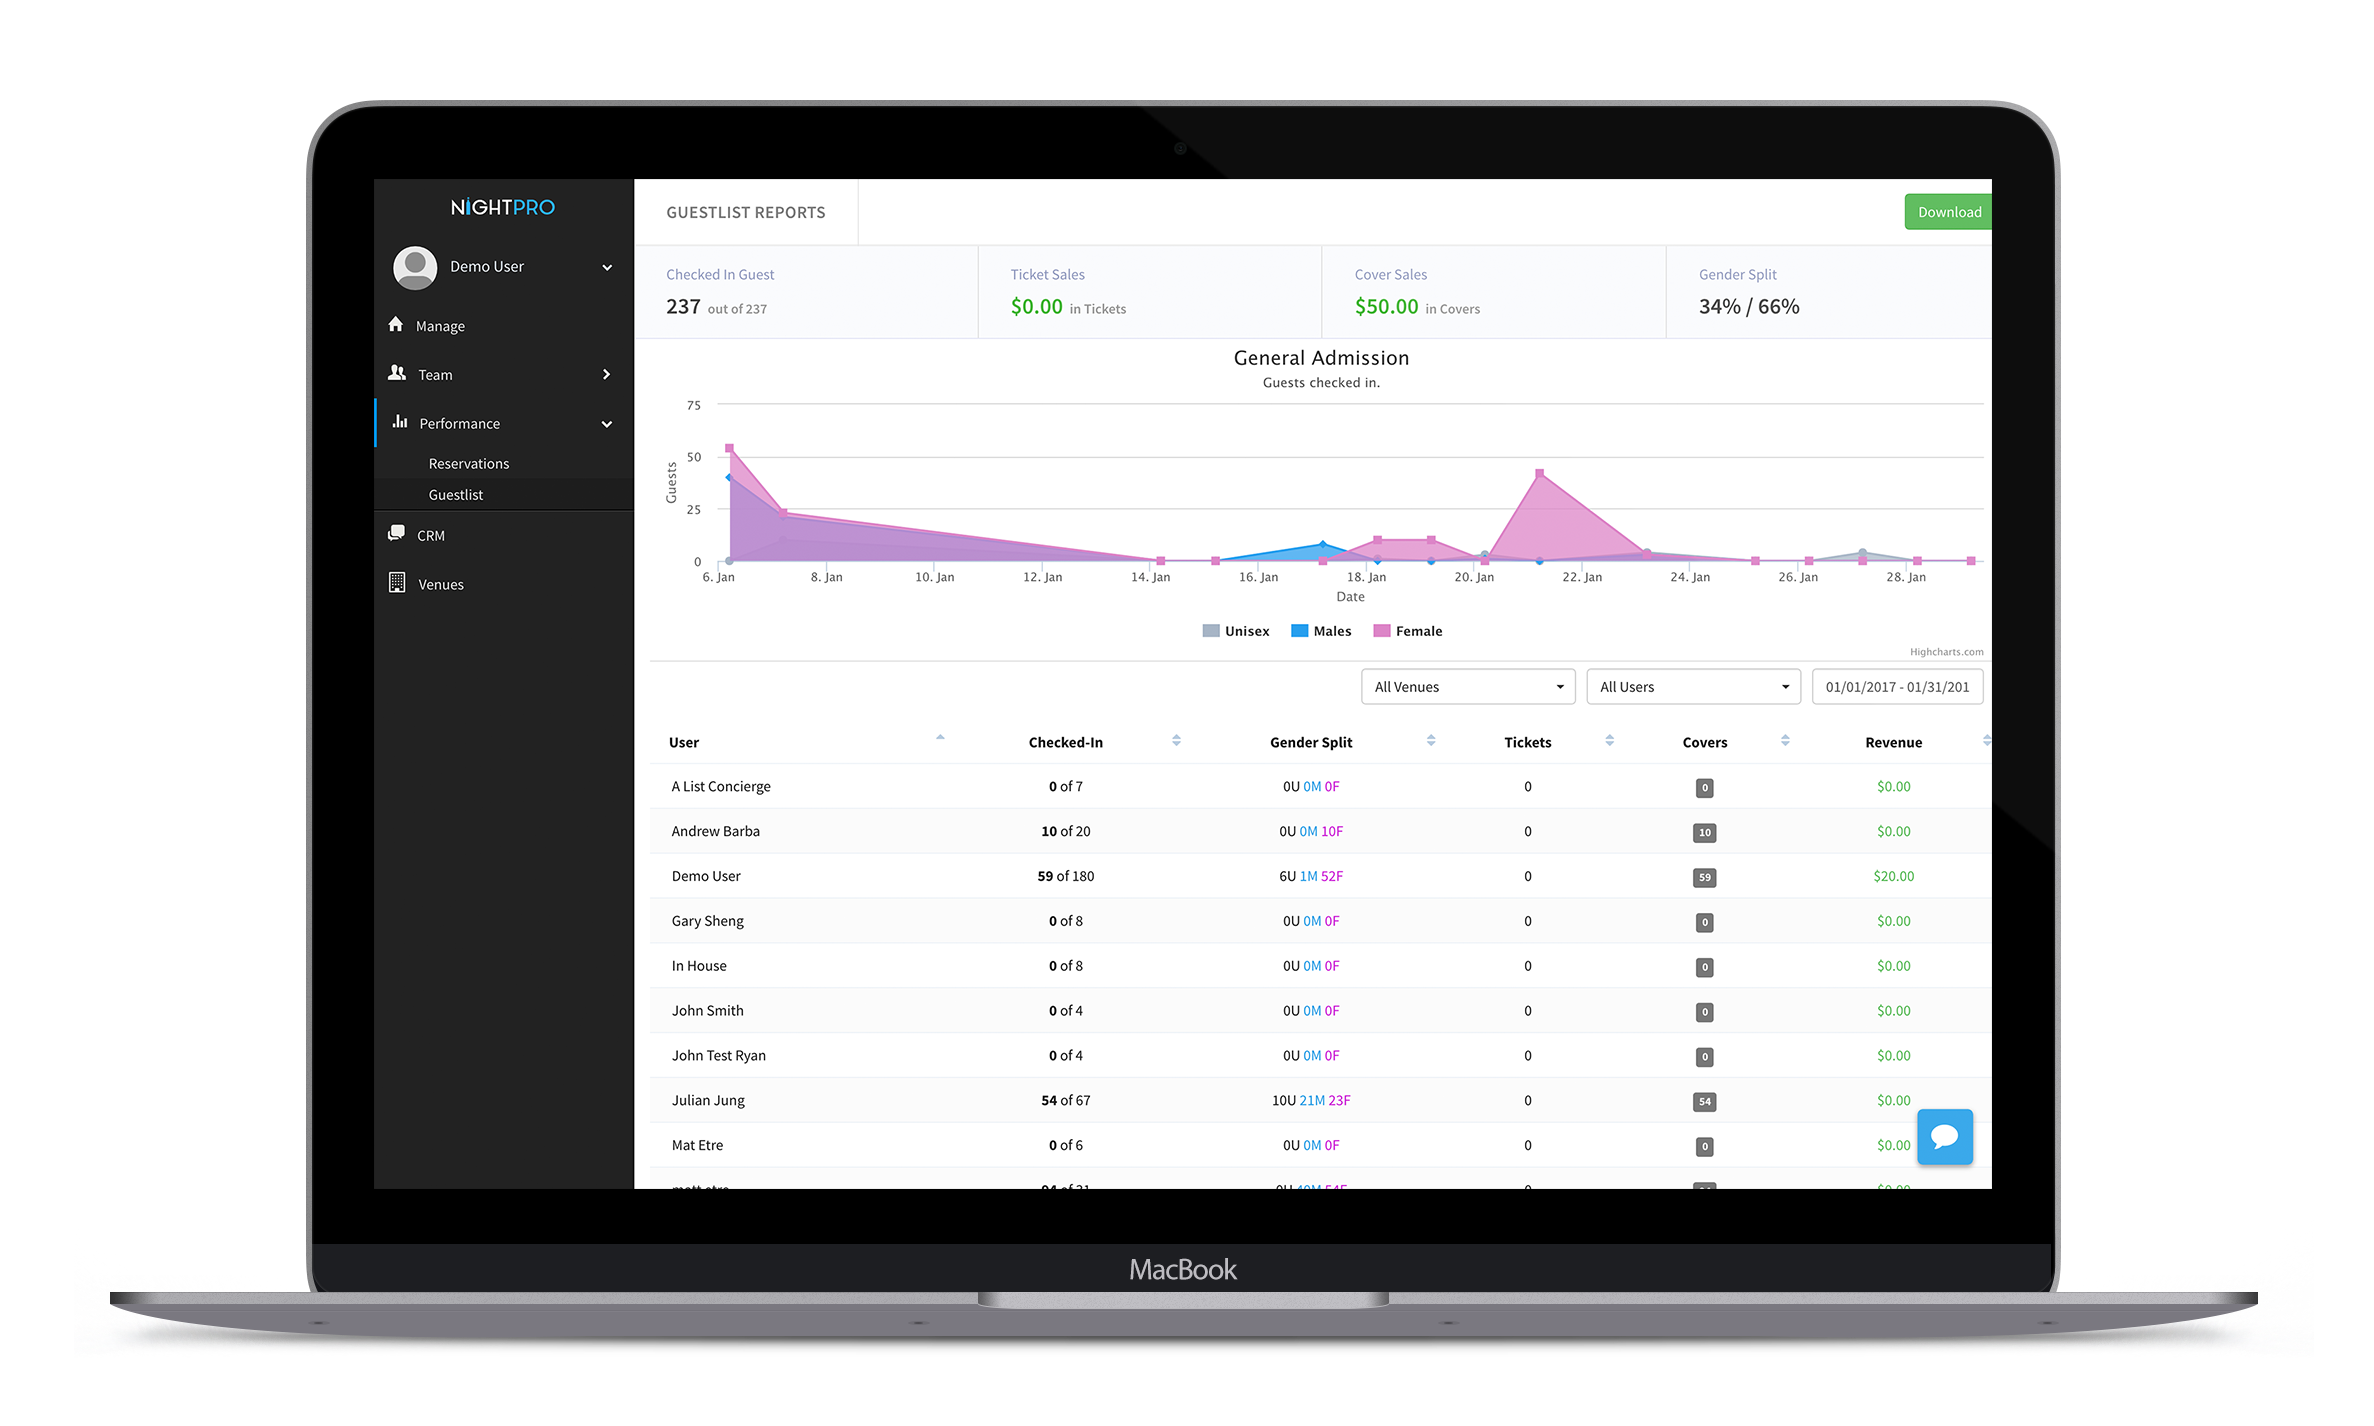 NIGHTPRO
GUESTLIST REPORTS
Download
Demo User
Manage
Team
Performance
Reservations
Guestlist
CRM
Venues
Checked In Guest
237 out of 237
Ticket Sales
$0.00 in Tickets
Cover Sales
$50.00 in Covers
Gender Split
34% / 66%
General Admission
Guests checked in.
Guests
75
50
25
0
6. Jan 8. Jan 10. Jan 12. Jan 14. Jan 16. Jan 18. Jan 20. Jan 22. Jan 24. Jan 26. Jan 28. Jan
Date
Unisex Males Female
Highcharts.com
All Venues All Users 01/01/2017 - 01/31/201
User Checked-In Gender Split Tickets Covers Revenue
A List Concierge 0 of 7 0U 0M 0F 0 0 $0.00
Andrew Barba 10 of 20 0U 0M 10F 0 10 $0.00
Demo User 59 of 180 6U 1M 52F 0 59 $20.00
Gary Sheng 0 of 8 0U 0M 0F 0 0 $0.00
In House 0 of 8 0U 0M 0F 0 0 $0.00
John Smith 0 of 4 0U 0M 0F 0 0 $0.00
John Test Ryan 0 of 4 0U 0M 0F 0 0 $0.00
Julian Jung 54 of 67 10U 21M 23F 0 54 $0.00
Mat Etre 0 of 6 0U 0M 0F 0 0 $0.00
MacBook